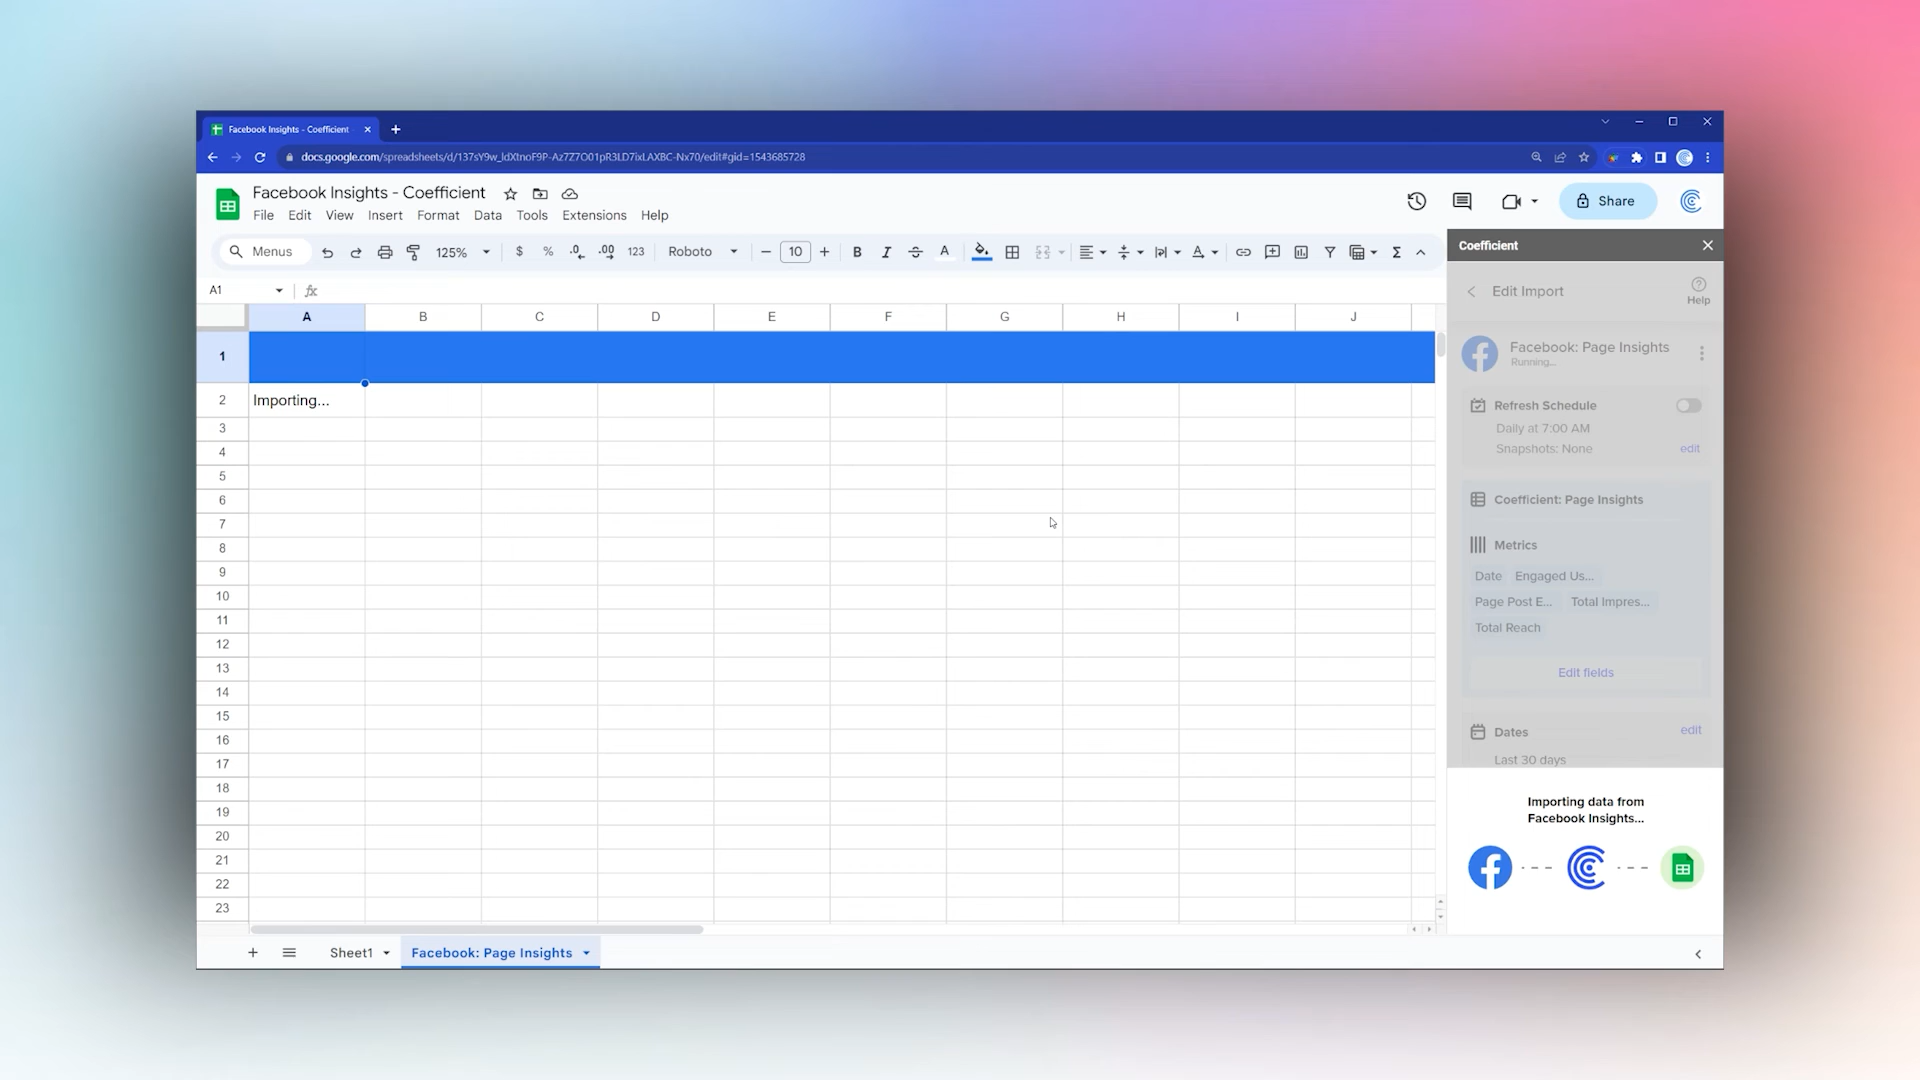 Facebook Insights - Coefficient
docs.google.com/spreadsheets/d/137sY9w_ldXtnoF9P-Az7Z7O01pR3LD7ixLAXBC-Nx70/edit#gid=1543685728
Facebook Insights - Coefficient
File Edit View Insert Format Data Tools Extensions Help
Share
Menus 125% $ % .0 .00 123 Roboto 10 B I A Σ
A1 fx
A B C D E F G H I J
1
2 Importing...
3
4
5
6
7
8
9
10
11
12
13
14
15
16
17
18
19
20
21
22
23
Sheet1 Facebook: Page Insights
Coefficient
Edit Import
Help
Facebook: Page Insights
Running...
Refresh Schedule
Daily at 7:00 AM
Snapshots: None edit
Coefficient: Page Insights
Metrics
Date Engaged Us...
Page Post E... Total Impres...
Total Reach
Edit fields
Dates edit
Last 30 days
Importing data from
Facebook Insights...